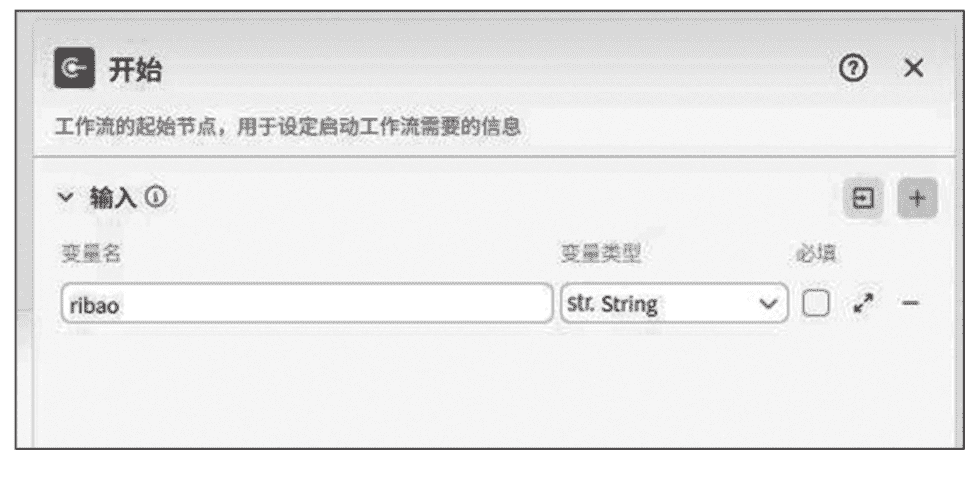 开始
工作流的起始节点，用于设定启动工作流需要的信息
输入
变量名 变量类型 必填
ribao str. String